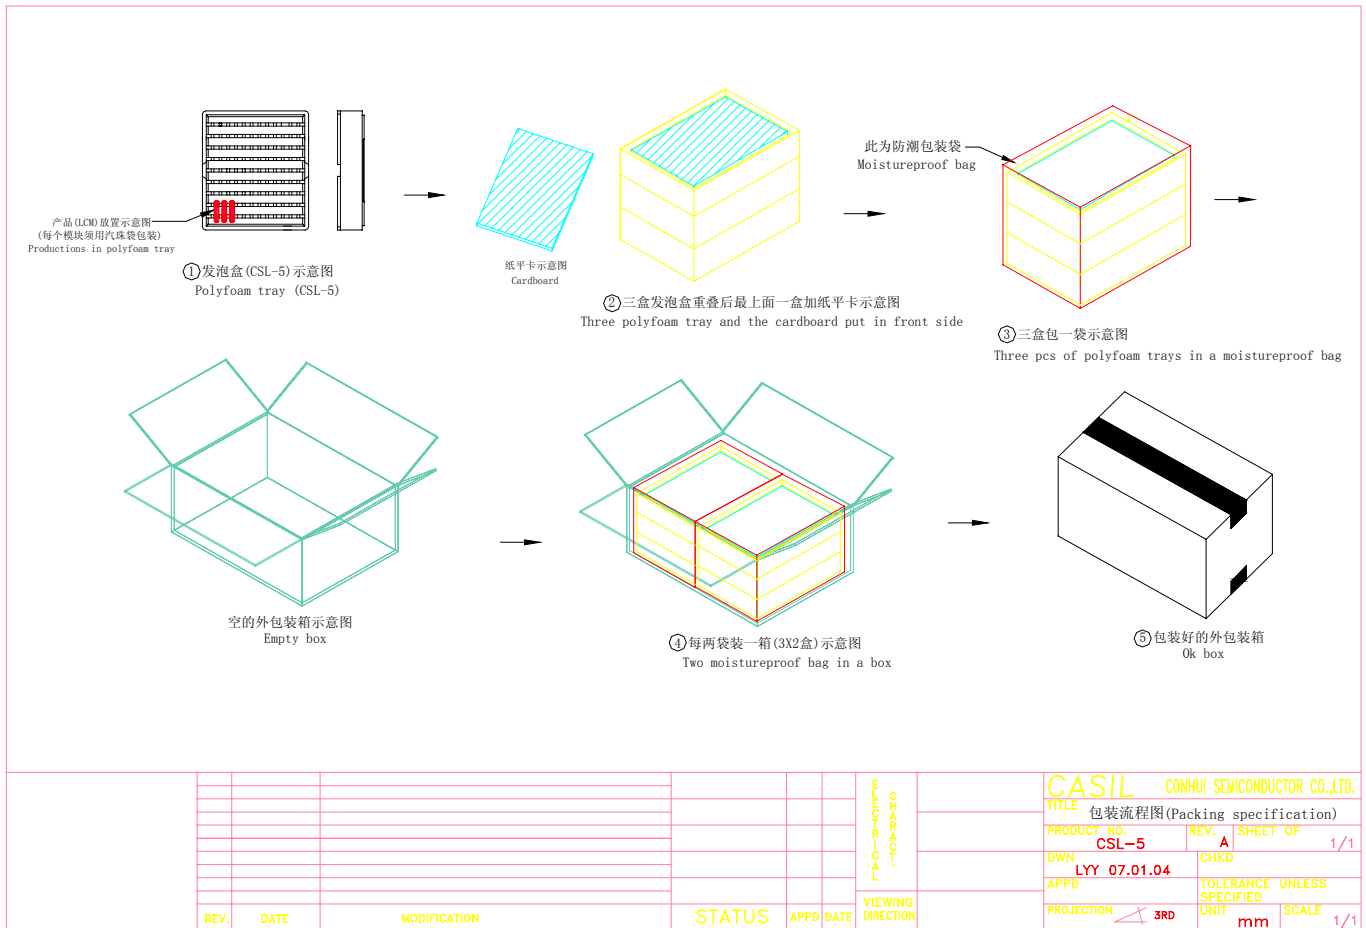 产品(LCM)放置示意图
(每个模块须用汽珠袋包装)
Productions in polyfoam tray
①发泡盒(CSL-5)示意图
Polyfoam tray (CSL-5)
纸平卡示意图
Cardboard
②三盒发泡盒重叠后最上面一盒加纸平卡示意图
Three polyfoam tray and the cardboard put in front side
此为防潮包装袋
Moistureproof bag
③三盒包一袋示意图
Three pcs of polyfoam trays in a moistureproof bag
空的外包装箱示意图
Empty box
④每两袋装一箱(3X2盒)示意图
Two moistureproof bag in a box
⑤包装好的外包装箱
Ok box
REV. DATE MODIFICATION STATUS APPD DATE
ELECTRICAL
CHARACT.
VIEWING
DIRECTION
CASIL CONHUI SEMICONDUCTOR CO.,LTD.
TITLE 包装流程图(Packing specification)
PRODUCT NO. CSL-5 REV. A SHEET OF 1/1
DWN LYY 07.01.04 CHKD
APPD TOLERANCE UNLESS
SPECIFIED
PROJECTION 3RD UNIT mm SCALE 1/1